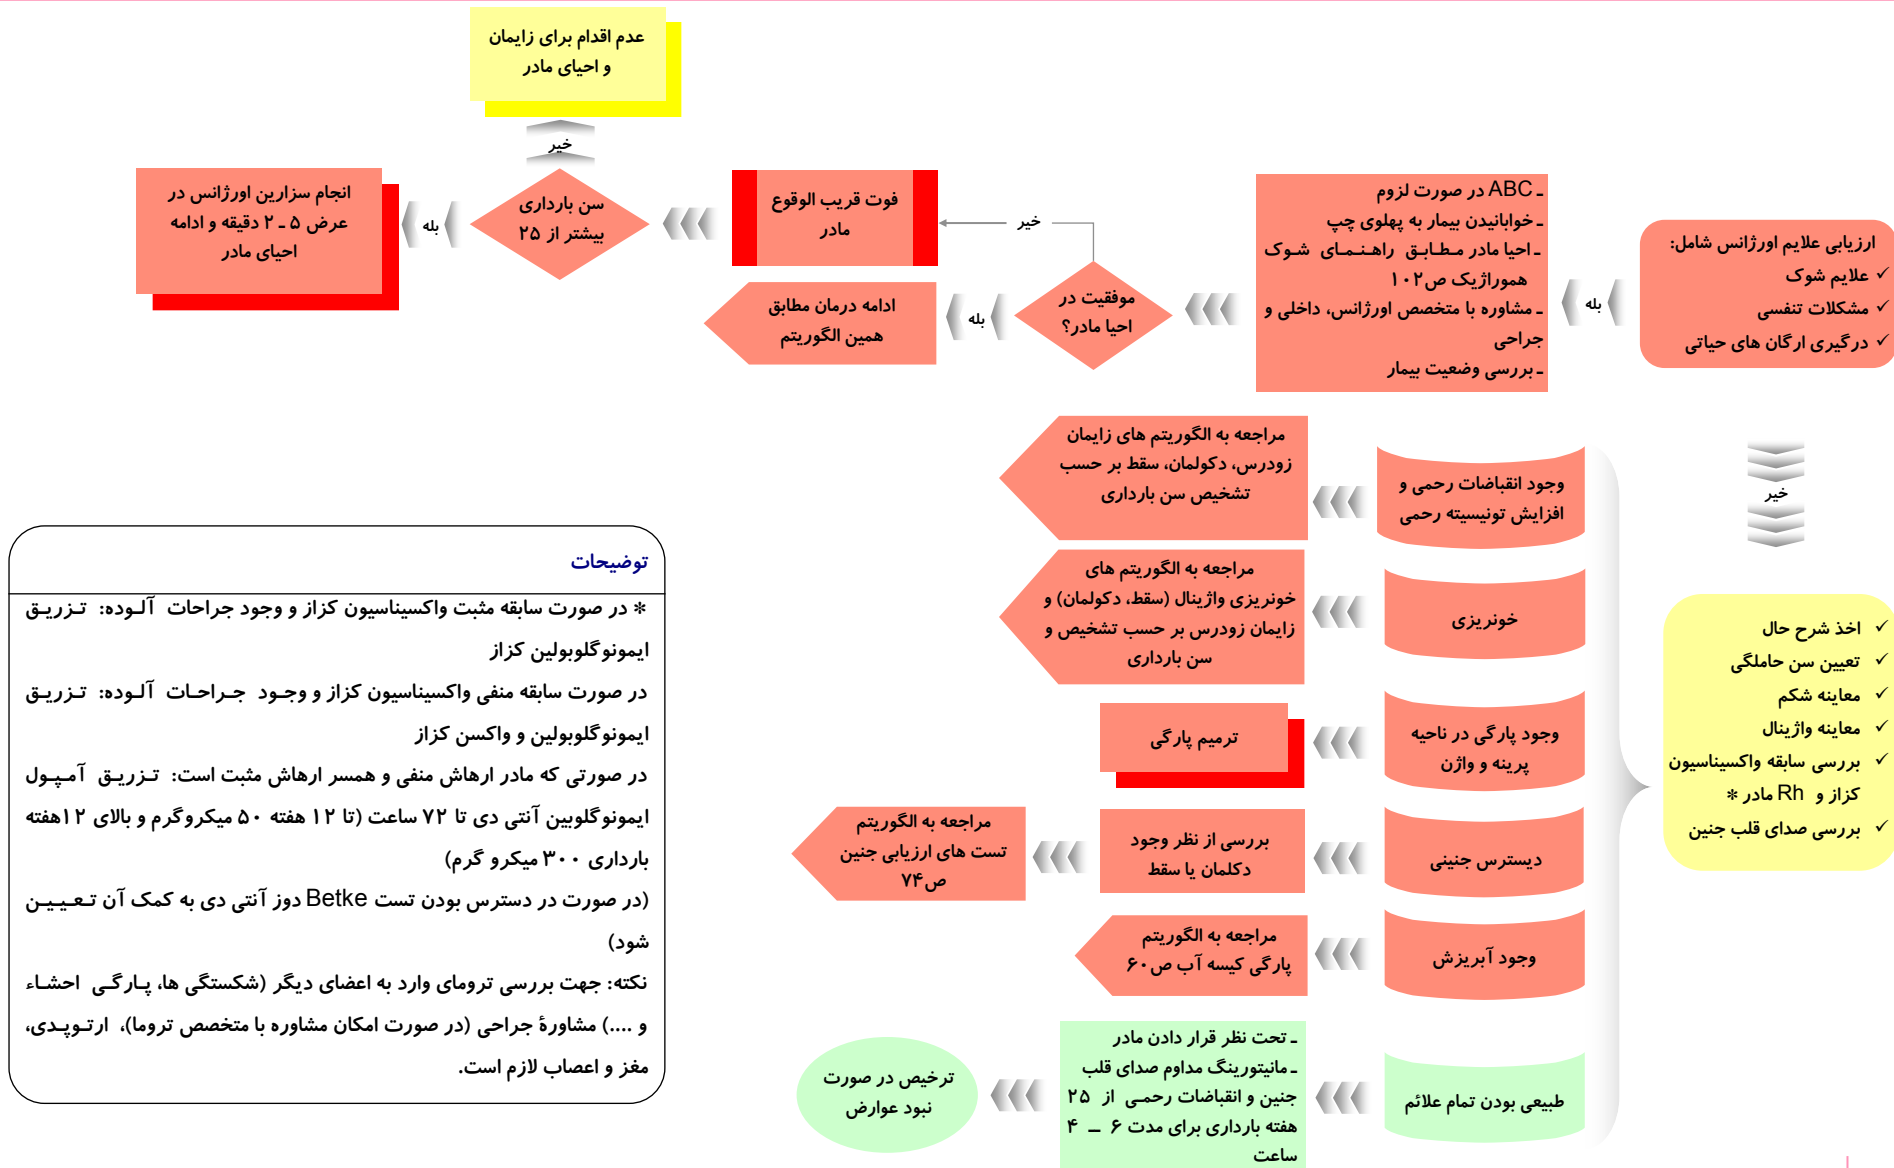 ارزیابی علایم اورژانس شامل:
✓ علایم شوک
✓ مشکلات تنفسی
✓ درگیری ارگان های حیاتی
بله
ـ ABC در صورت لزوم
ـ خوابانیدن بیمار به پهلوی چپ
ـ احیا مادر مطابق راهنمای شوک
هموراژیک ص۱۰۲
ـ مشاوره با متخصص اورژانس، داخلی و
جراحی
ـ بررسی وضعیت بیمار
موفقیت در
احیا مادر؟
خیر
فوت قریب الوقوع
مادر
بله
ادامه درمان مطابق
همین الگوریتم
سن بارداری
بیشتر از ۲۵
خیر
عدم اقدام برای زایمان
و احیای مادر
بله
انجام سزارین اورژانس در
عرض ۵ ـ ۲ دقیقه و ادامه
احیای مادر
خیر
✓ اخذ شرح حال
✓ تعیین سن حاملگی
✓ معاینه شکم
✓ معاینه واژینال
✓ بررسی سابقه واکسیناسیون
کزاز و Rh مادر *
✓ بررسی صدای قلب جنین
وجود انقباضات رحمی و
افزایش تونیسیته رحمی
مراجعه به الگوریتم های زایمان
زودرس، دکولمان، سقط بر حسب
تشخیص سن بارداری
خونریزی
مراجعه به الگوریتم های
خونریزی واژینال (سقط، دکولمان) و
زایمان زودرس بر حسب تشخیص و
سن بارداری
وجود پارگی در ناحیه
پرینه و واژن
ترمیم پارگی
دیسترس جنینی
بررسی از نظر وجود
دکلمان یا سقط
مراجعه به الگوریتم
تست های ارزیابی جنین
ص۷۴
وجود آبریزش
مراجعه به الگوریتم
پارگی کیسه آب ص۶۰
طبیعی بودن تمام علائم
ـ تحت نظر قرار دادن مادر
ـ مانیتورینگ مداوم صدای قلب
جنین و انقباضات رحمی از ۲۵
هفته بارداری برای مدت ۶ ـ ۴
ساعت
ترخیص در صورت
نبود عوارض
توضیحات
* در صورت سابقه مثبت واکسیناسیون کزاز و وجود جراحات آلوده: تزریق
ایمونوگلوبولین کزاز
در صورت سابقه منفی واکسیناسیون کزاز و وجود جراحات آلوده: تزریق
ایمونوگلوبولین و واکسن کزاز
در صورتی که مادر ارهاش منفی و همسر ارهاش مثبت است: تزریق آمپول
ایمونوگلوبین آنتی دی تا ۷۲ ساعت (تا ۱۲ هفته ۵۰ میکروگرم و بالای ۱۲هفته
بارداری ۳۰۰ میکرو گرم)
(در صورت در دسترس بودن تست Betke دوز آنتی دی به کمک آن تعیین
شود)
نکته: جهت بررسی ترومای وارد به اعضای دیگر (شکستگی ها، پارگی احشاء
و ....) مشاورۀ جراحی (در صورت امکان مشاوره با متخصص تروما)، ارتوپدی،
مغز و اعصاب لازم است.